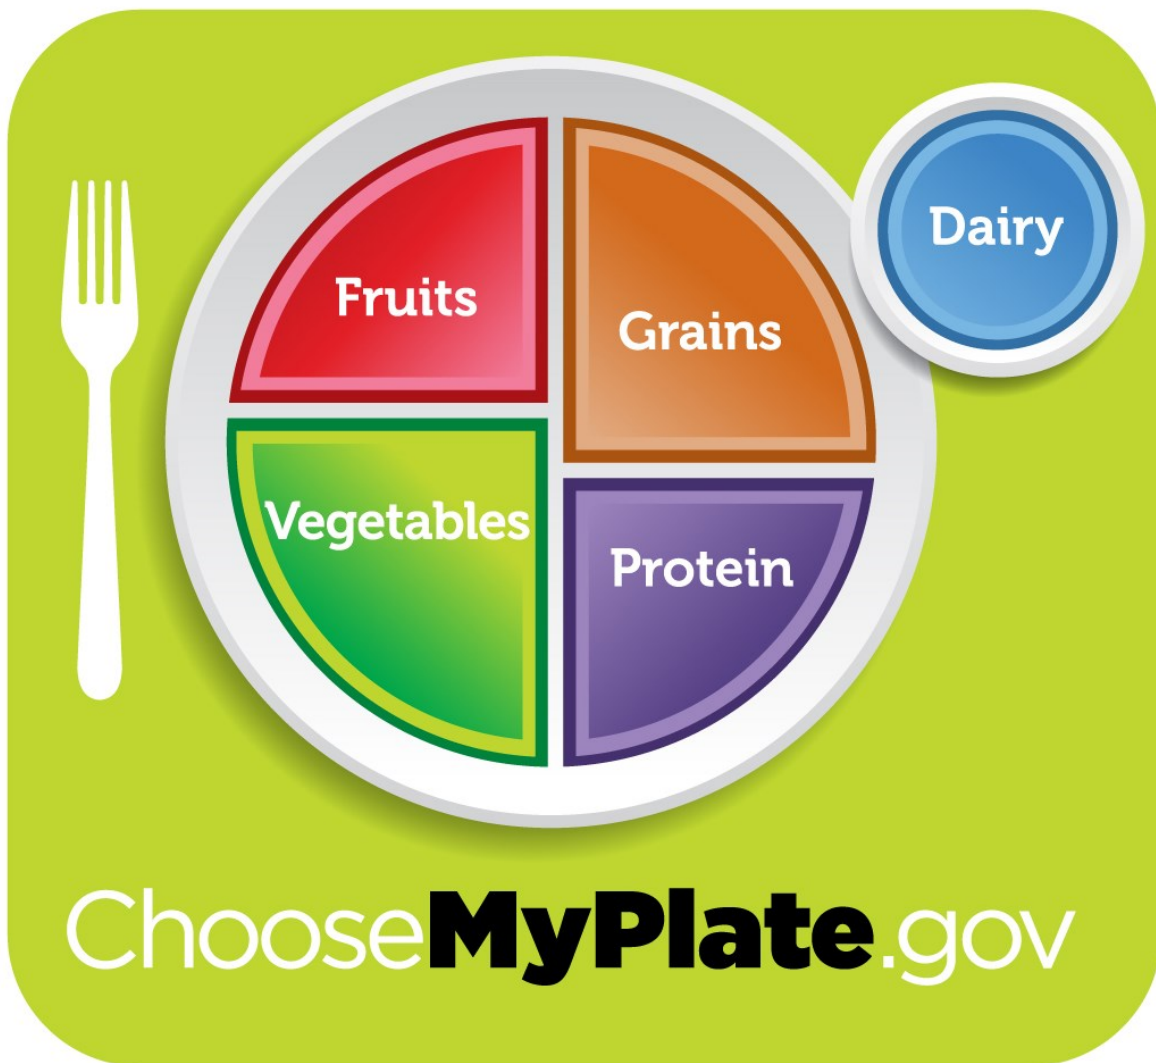 Dairy
Fruits
Grains
Vegetables
Protein
ChooseMyPlate.gov